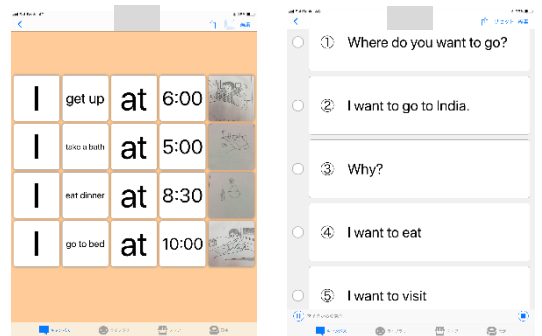 I get up at 6:00
I take a bath at 5:00
I eat dinner at 8:30
I go to bed at 10:00
① Where do you want to go?
② I want to go to India.
③ Why?
④ I want to eat
⑤ I want to visit